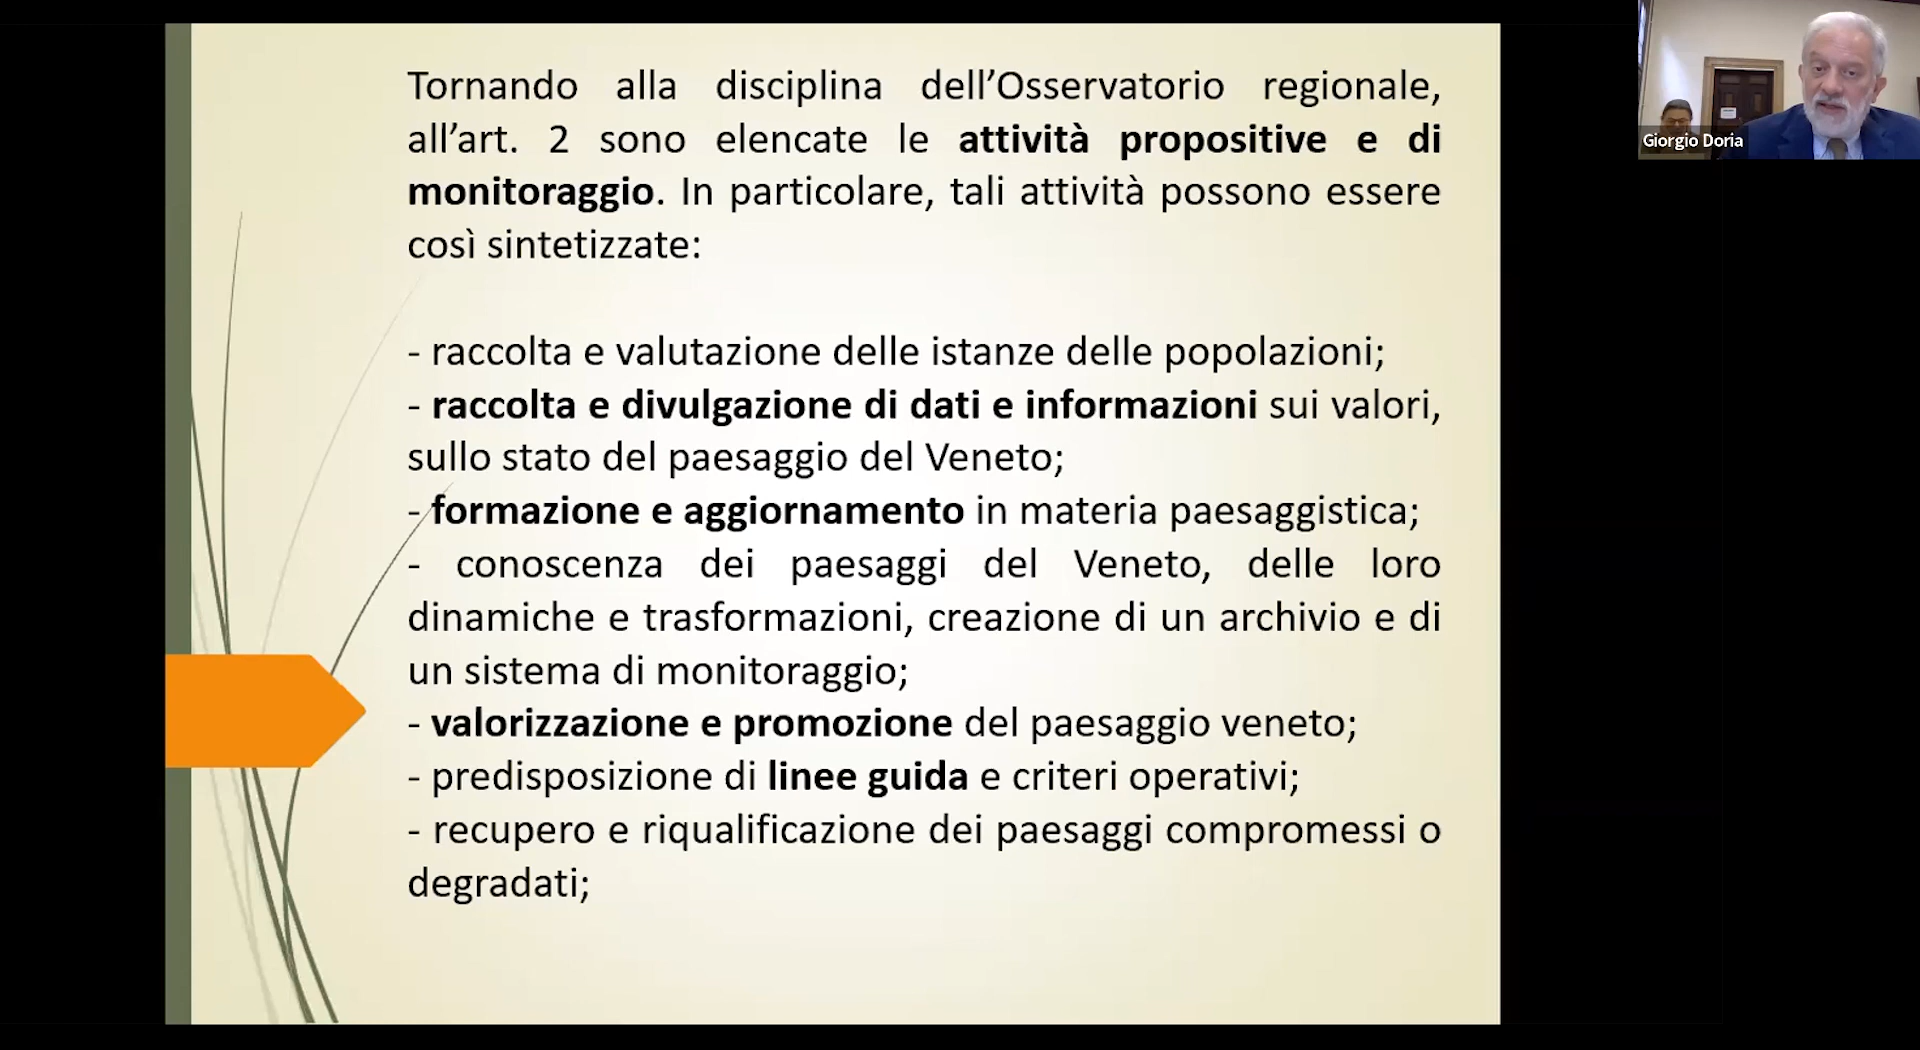 Tornando alla disciplina dell'Osservatorio regionale,
all'art. 2 sono elencate le attività propositive e di
monitoraggio. In particolare, tali attività possono essere
così sintetizzate:
- raccolta e valutazione delle istanze delle popolazioni;
- raccolta e divulgazione di dati e informazioni sui valori,
sullo stato del paesaggio del Veneto;
- formazione e aggiornamento in materia paesaggistica;
- conoscenza dei paesaggi del Veneto, delle loro
dinamiche e trasformazioni, creazione di un archivio e di
un sistema di monitoraggio;
- valorizzazione e promozione del paesaggio veneto;
- predisposizione di linee guida e criteri operativi;
- recupero e riqualificazione dei paesaggi compromessi o
degradati;
Giorgio Doria